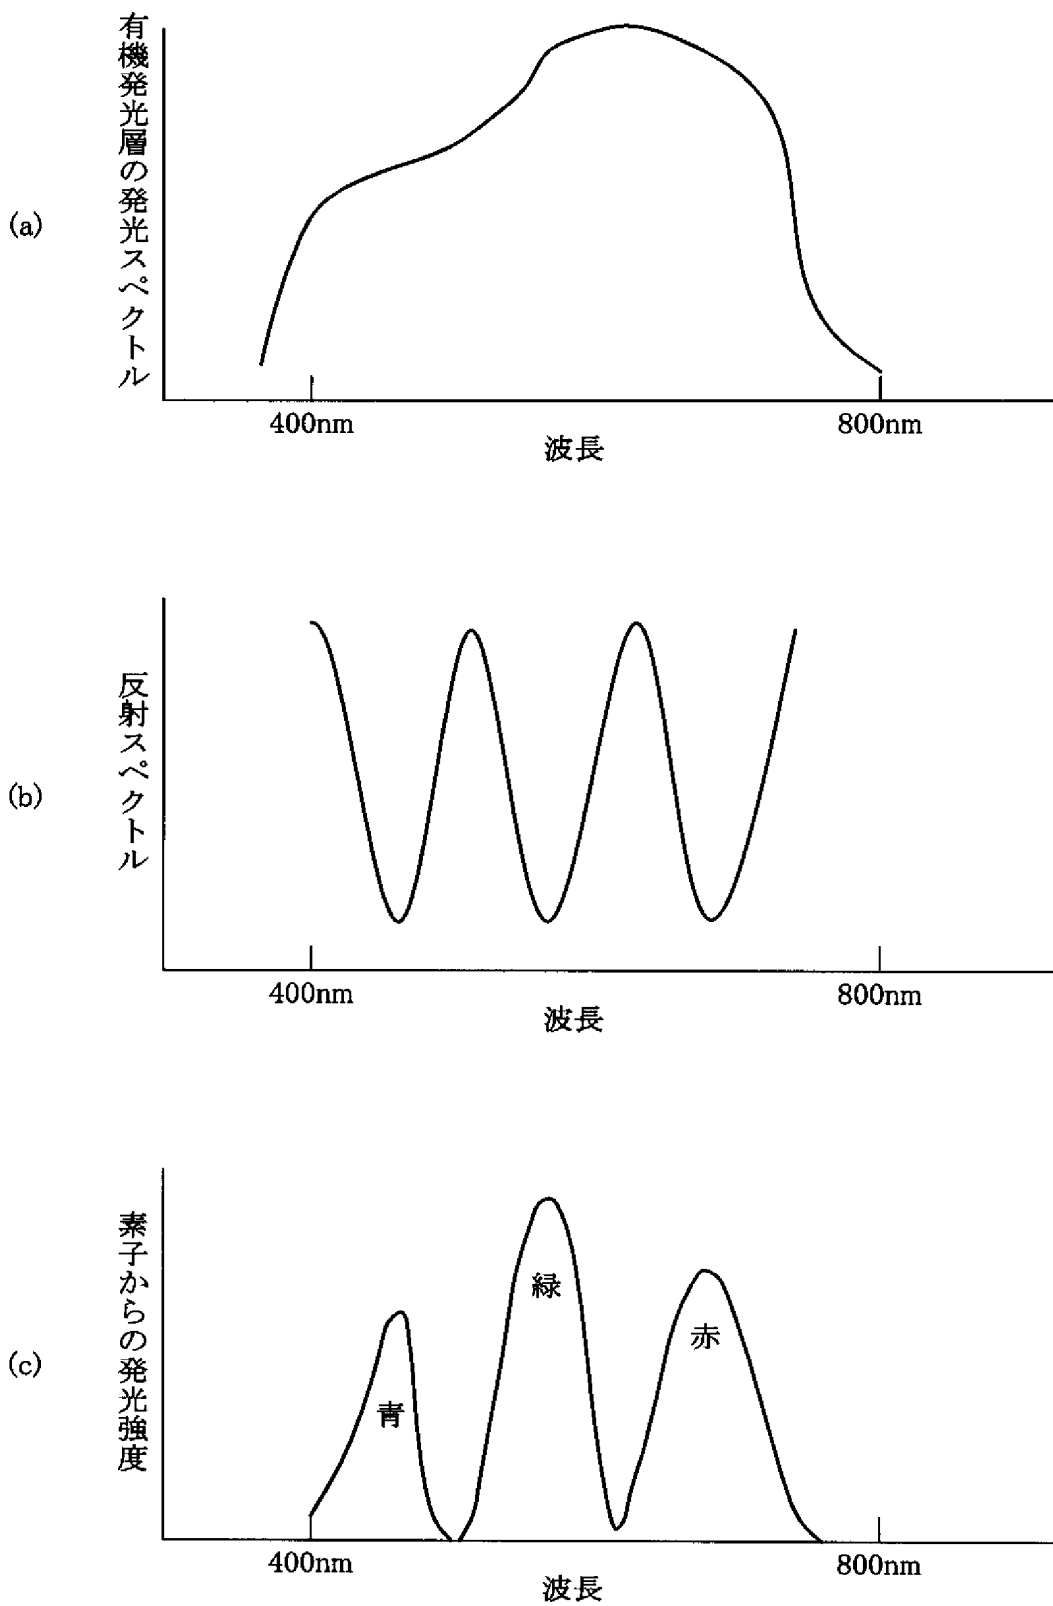 (a)
有機発光層の発光スペクトル
400nm
800nm
波長
(b)
反射スペクトル
400nm
800nm
波長
(c)
素子からの発光強度
青
緑
赤
400nm
800nm
波長